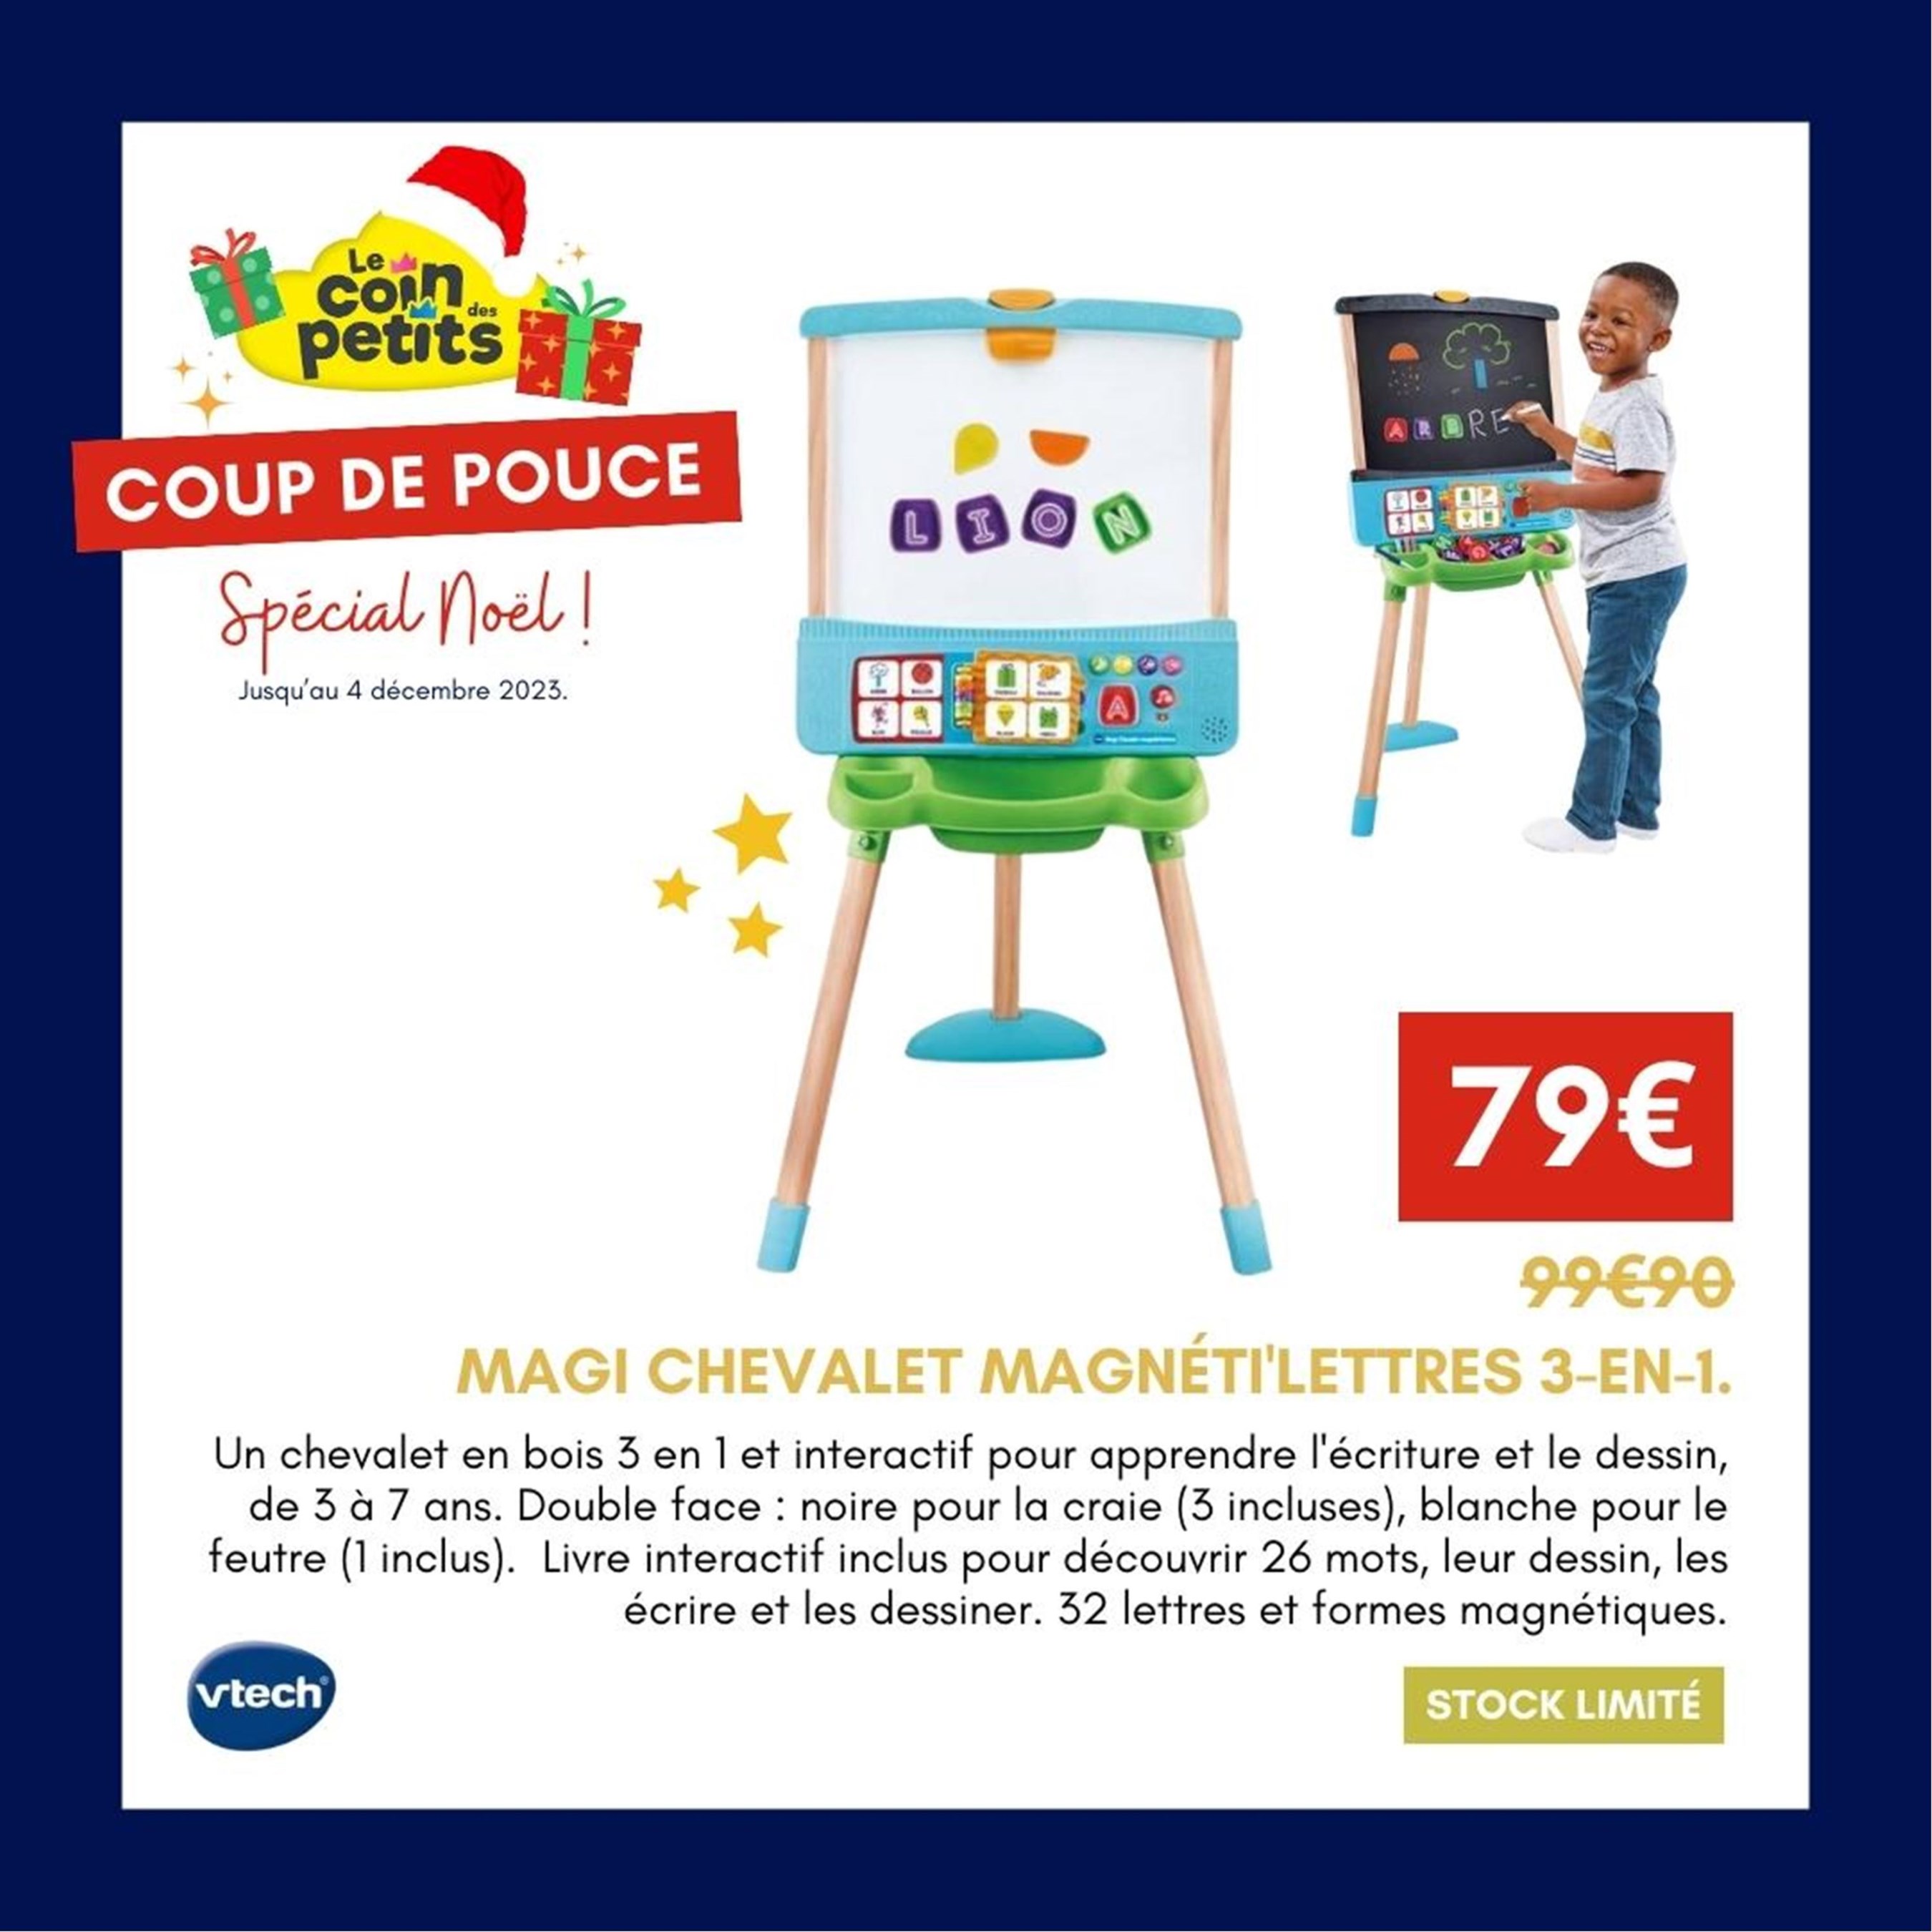 Le
coin
des
petits
COUP DE POUCE
Spécial Noël !
Jusqu'au 4 décembre 2023.
LION
ARBRE
A
79€
99€90
MAGI CHEVALET MAGNÉTI'LETTRES 3-EN-1.
Un chevalet en bois 3 en 1 et interactif pour apprendre l'écriture et le dessin,
de 3 à 7 ans. Double face : noire pour la craie (3 incluses), blanche pour le
feutre (1 inclus).  Livre interactif inclus pour découvrir 26 mots, leur dessin, les
écrire et les dessiner. 32 lettres et formes magnétiques.
vtech
STOCK LIMITÉ